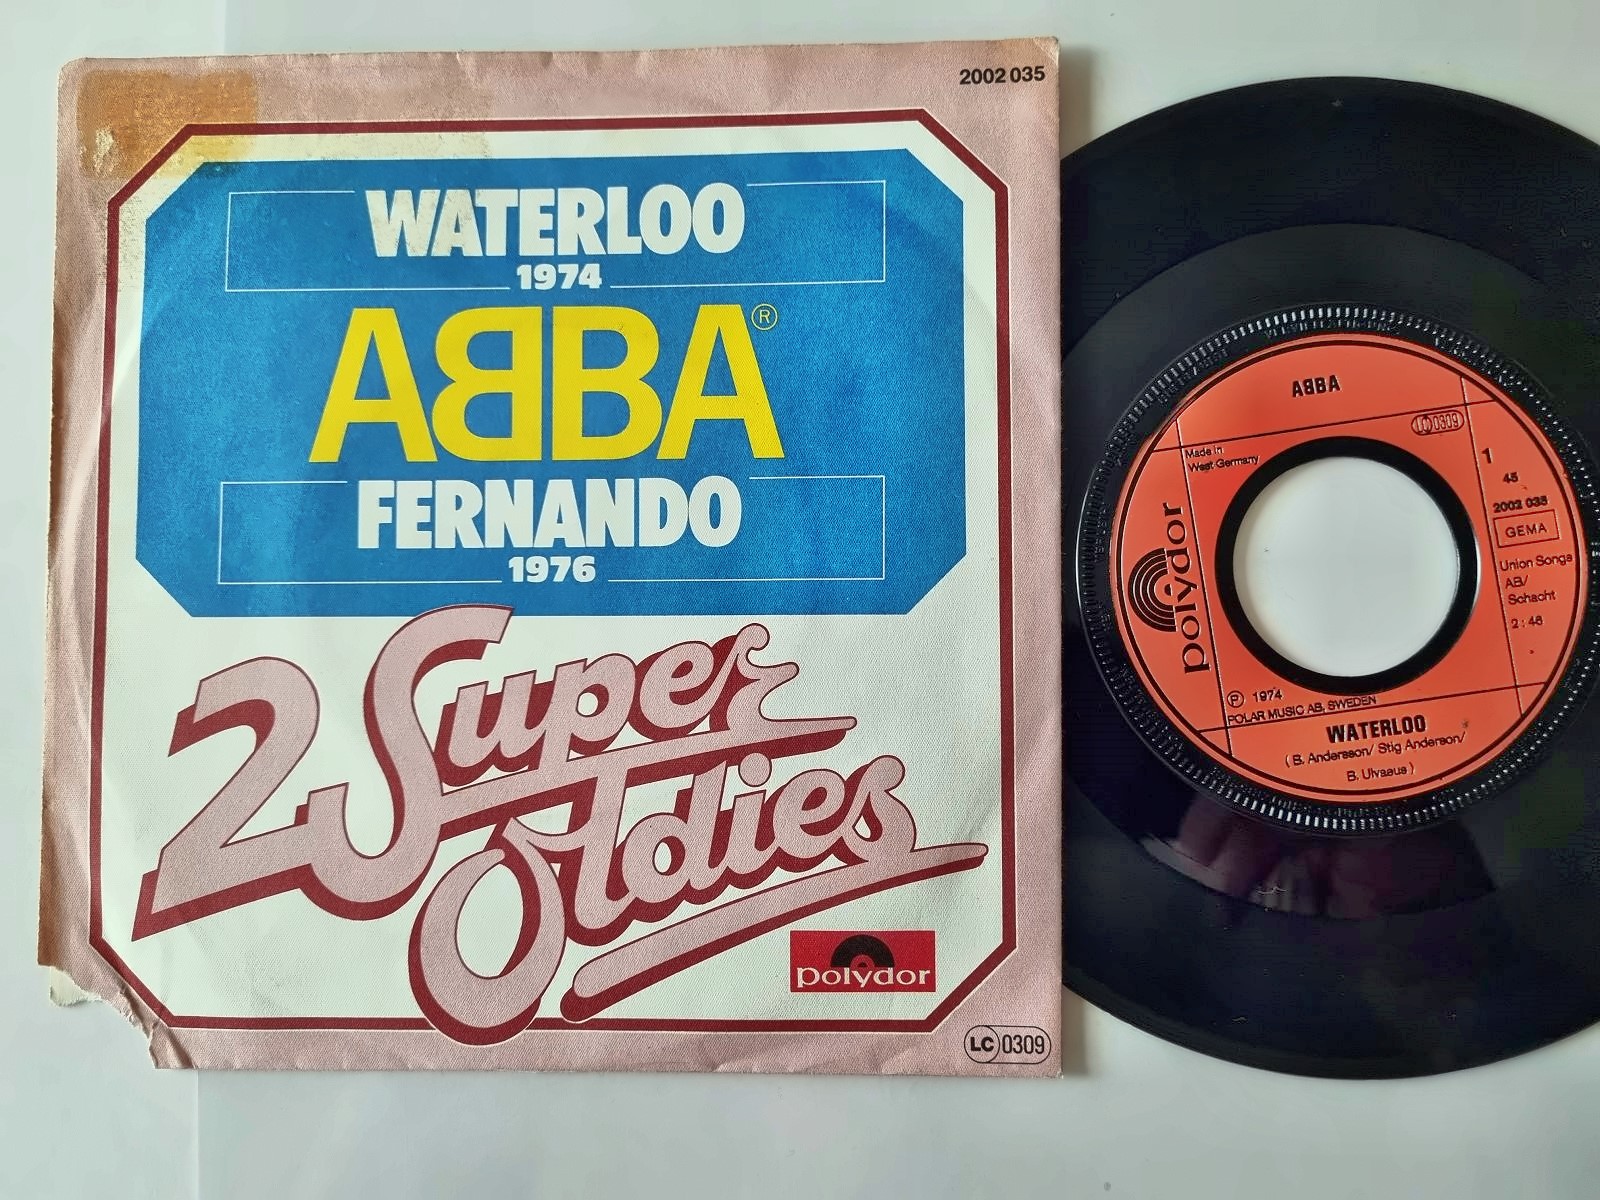 2002 035
WATERLOO
1974
ABBA®
FERNANDO
1976
2 Super
Oldies
polydor
LC 0309
ABBA
LC 0309
Made in
West Germany
1
45
2002 035
GEMA
Union Songs
AB/
Schacht
2:46
polydor
Ⓟ 1974
POLAR MUSIC AB, SWEDEN
WATERLOO
( B. Andersson/ Stig Anderson/
B. Ulvaeus )